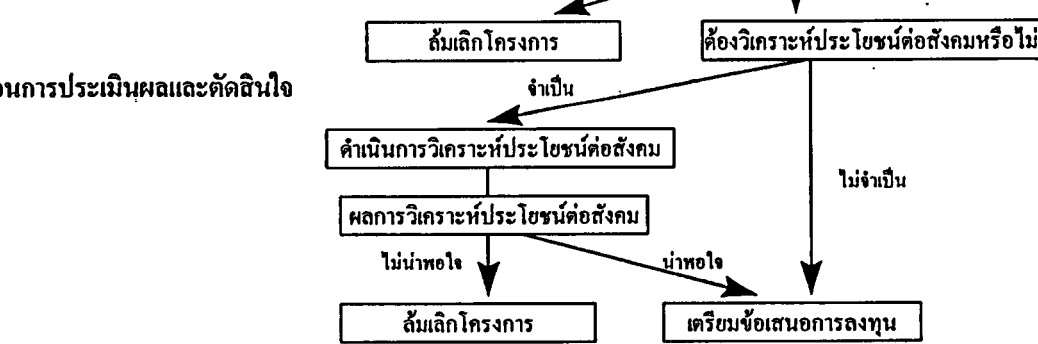 ล้มเลิกโครงการ
ต้องวิเคราะห์ประโยชน์ต่อสังคมหรือไม่
การประเมินผลและตัดสินใจ
จำเป็น
ดำเนินการวิเคราะห์ประโยชน์ต่อสังคม
ไม่จำเป็น
ผลการวิเคราะห์ประโยชน์ต่อสังคม
ไม่น่าพอใจ
น่าพอใจ
ล้มเลิกโครงการ
เตรียมข้อเสนอการลงทุน